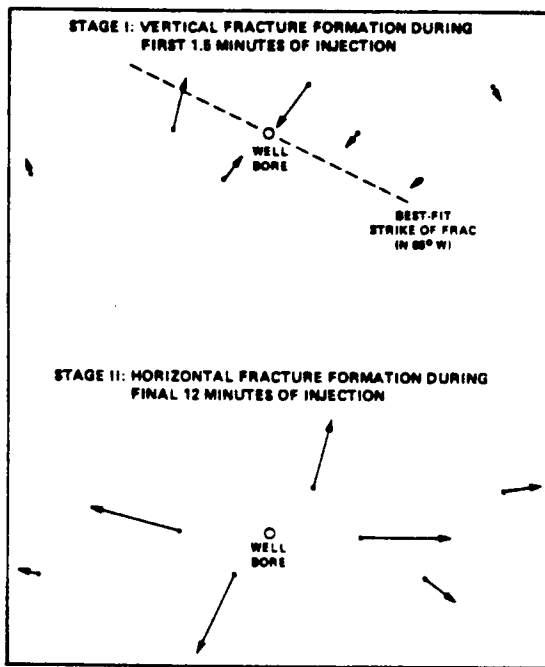 STAGE I: VERTICAL FRACTURE FORMATION DURING
FIRST 1.5 MINUTES OF INJECTION
WELL
BORE
BEST-FIT
STRIKE OF FRAC
(N 65° W)
STAGE II: HORIZONTAL FRACTURE FORMATION DURING
FINAL 12 MINUTES OF INJECTION
WELL
BORE